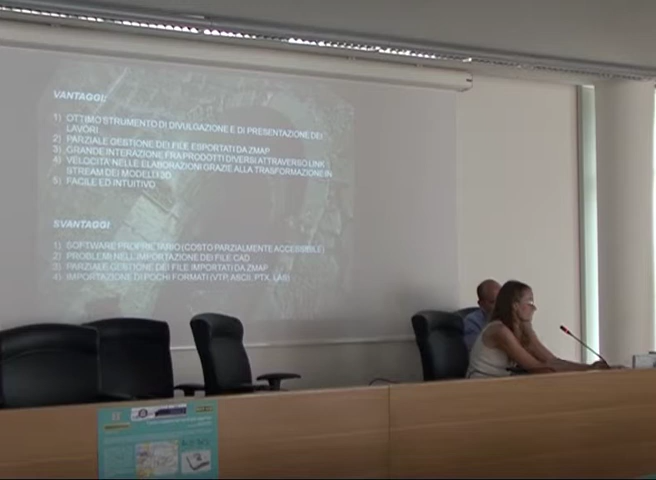 VANTAGGI:
1) OTTIMO STRUMENTO DI DIVULGAZIONE E DI PRESENTAZIONE DEI
LAVORI
2) PARZIALE GESTIONE DEI FILE ESPORTATI DA ZMAP
3) GRANDE INTERAZIONE FRA PRODOTTI DIVERSI ATTRAVERSO LINK
4) VELOCITA' NELLE ELABORAZIONI GRAZIE ALLA TRASFORMAZIONE IN
STREAM DEI MODELLI 3D
5) FACILE ED INTUITIVO
SVANTAGGI
1) SOFTWARE PROPRIETARIO (COSTO PARZIALMENTE ACCESSIBILE)
2) PROBLEMI NELL'IMPORTAZIONE DEI FILE CAD
3) PARZIALE GESTIONE DEI FILE IMPORTATI DA ZMAP
4) IMPORTAZIONE DI POCHI FORMATI (VTP, ASCII, PTX, LAS)